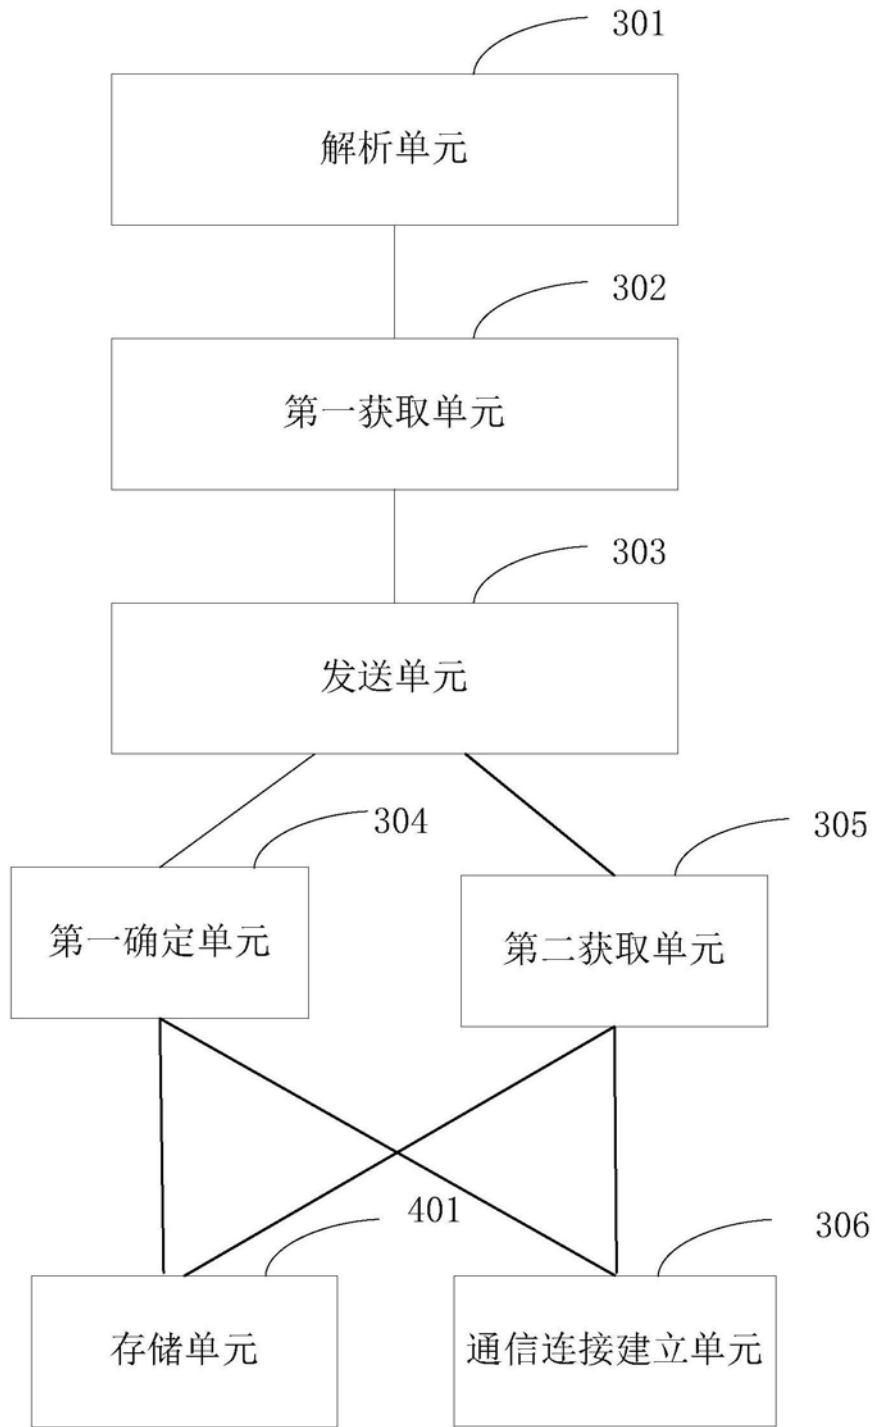 301
解析单元
302
第一获取单元
303
发送单元
304
305
第一确定单元
第二获取单元
401
306
存储单元
通信连接建立单元